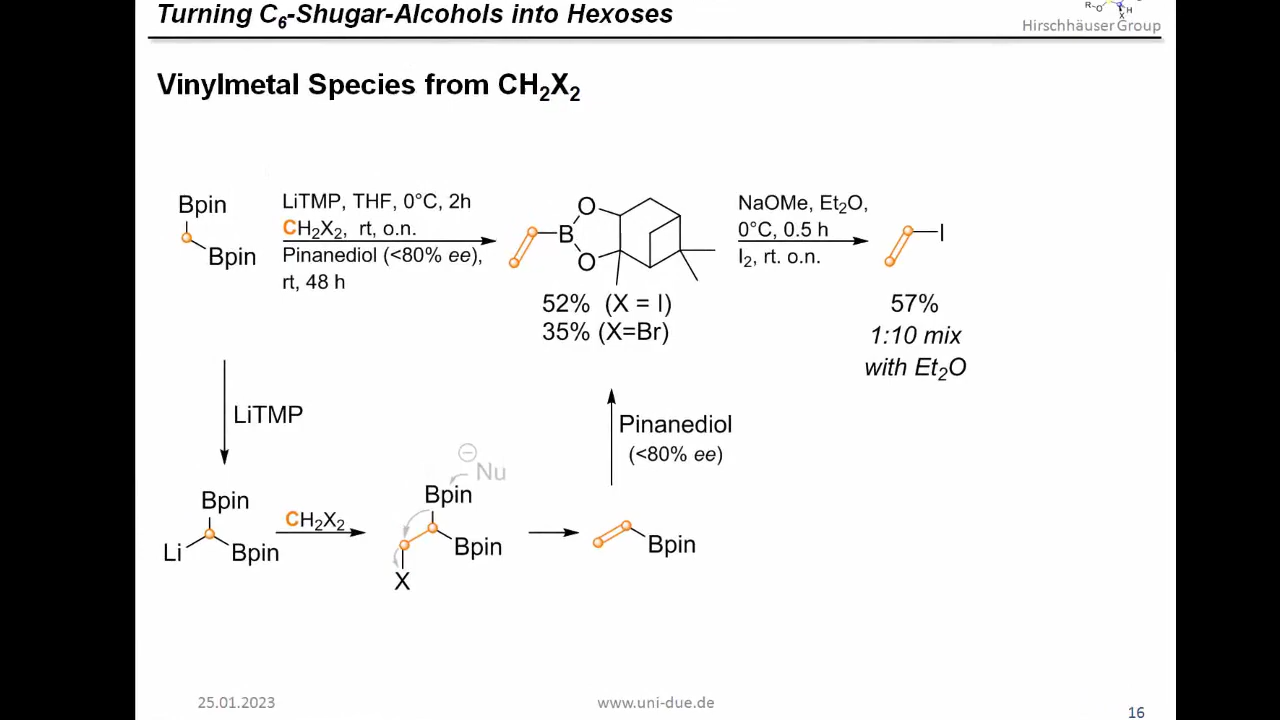 Turning C6-Shugar-Alcohols into Hexoses
R
O
X
H
Hirschhäuser Group
Vinylmetal Species from CH2X2
Bpin
Bpin
LiTMP, THF, 0°C, 2h
CH2X2, rt, o.n.
Pinanediol (<80% ee),
rt, 48 h
O
B
O
52% (X = I)
35% (X=Br)
NaOMe, Et2O,
0°C, 0.5 h
I2, rt. o.n.
I
57%
1:10 mix
with Et2O
LiTMP
Pinanediol
(<80% ee)
Bpin
Li
Bpin
CH2X2
⊖
Nu
Bpin
Bpin
X
Bpin
25.01.2023
www.uni-due.de
16